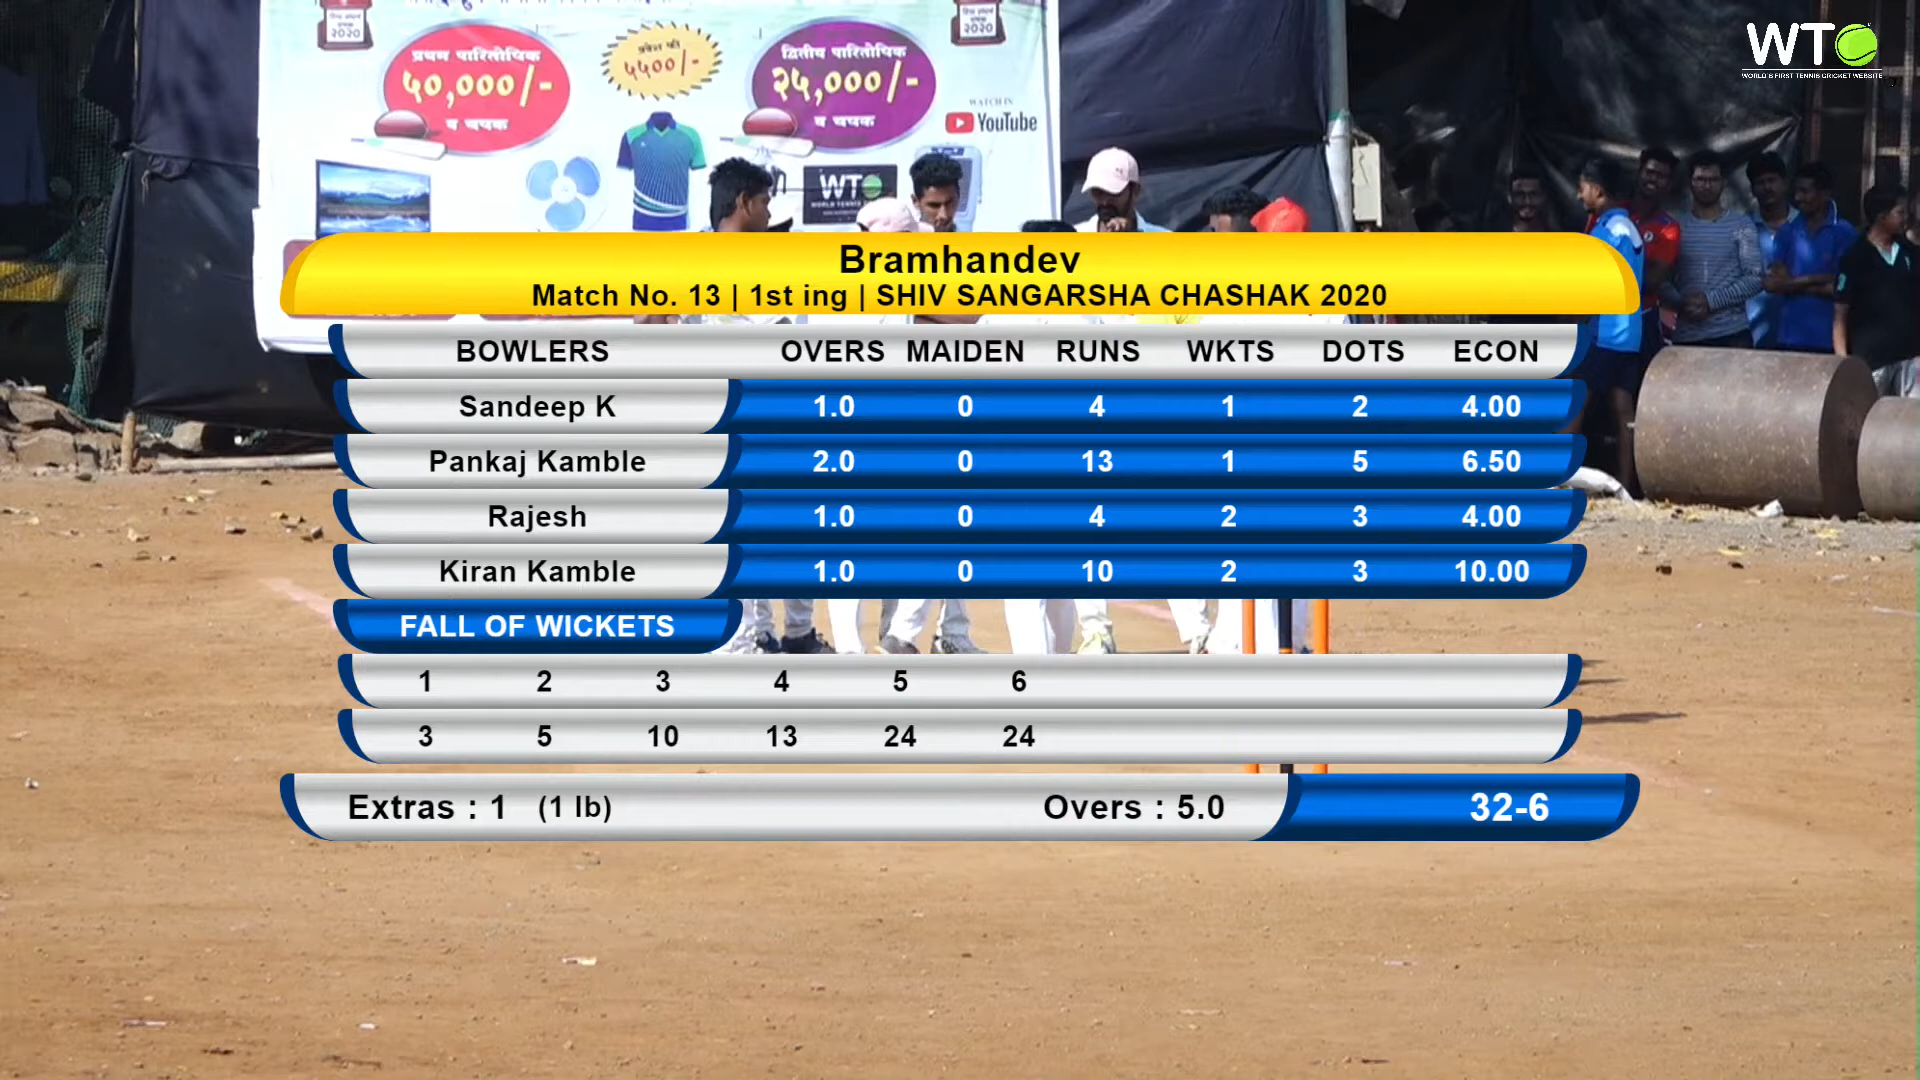 २०२०
२०२०
प्रथम पारितोषिक
५०,०००/-
व चषक
प्रवेश फी
५५००/-
द्वितीय पारितोषिक
२५,०००/-
व चषक
WATCH IN
YouTube
WTC
WORLD'S FIRST TENNIS CRICKET WEBSITE
Bramhandev
Match No. 13 | 1st ing | SHIV SANGARSHA CHASHAK 2020
BOWLERS OVERS MAIDEN RUNS WKTS DOTS ECON
Sandeep K 1.0 0 4 1 2 4.00
Pankaj Kamble 2.0 0 13 1 5 6.50
Rajesh 1.0 0 4 2 3 4.00
Kiran Kamble 1.0 0 10 2 3 10.00
FALL OF WICKETS
1 2 3 4 5 6
3 5 10 13 24 24
Extras : 1 (1 lb) Overs : 5.0 32-6